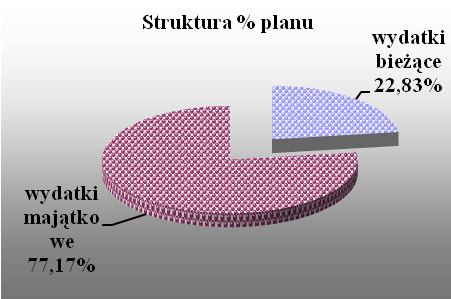 Struktura % planu
wydatki
bieżące
22,83%
wydatki
majątko
we
77,17%